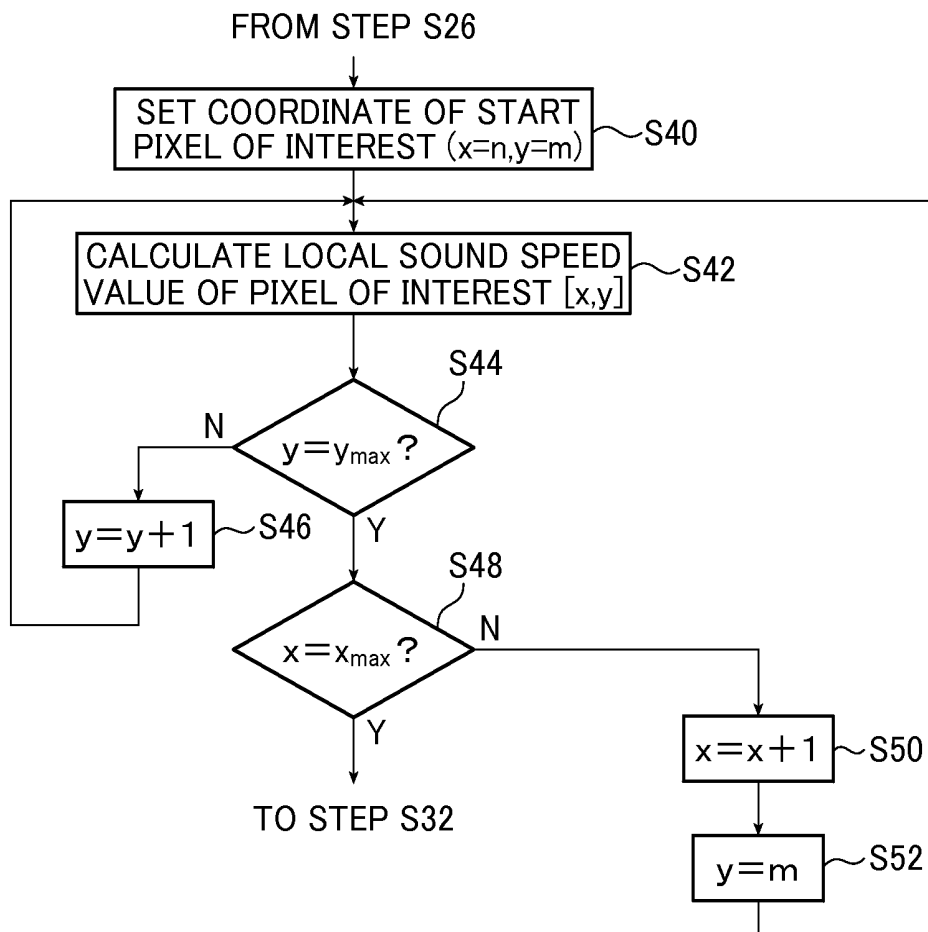 FROM STEP S26
SET COORDINATE OF START
PIXEL OF INTEREST (x=n,y=m)
S40
CALCULATE LOCAL SOUND SPEED
VALUE OF PIXEL OF INTEREST [x,y]
S42
S44
N
y=ymax?
y=y+1
S46
Y
S48
N
x=xmax?
Y
x=x+1
S50
TO STEP S32
y=m
S52